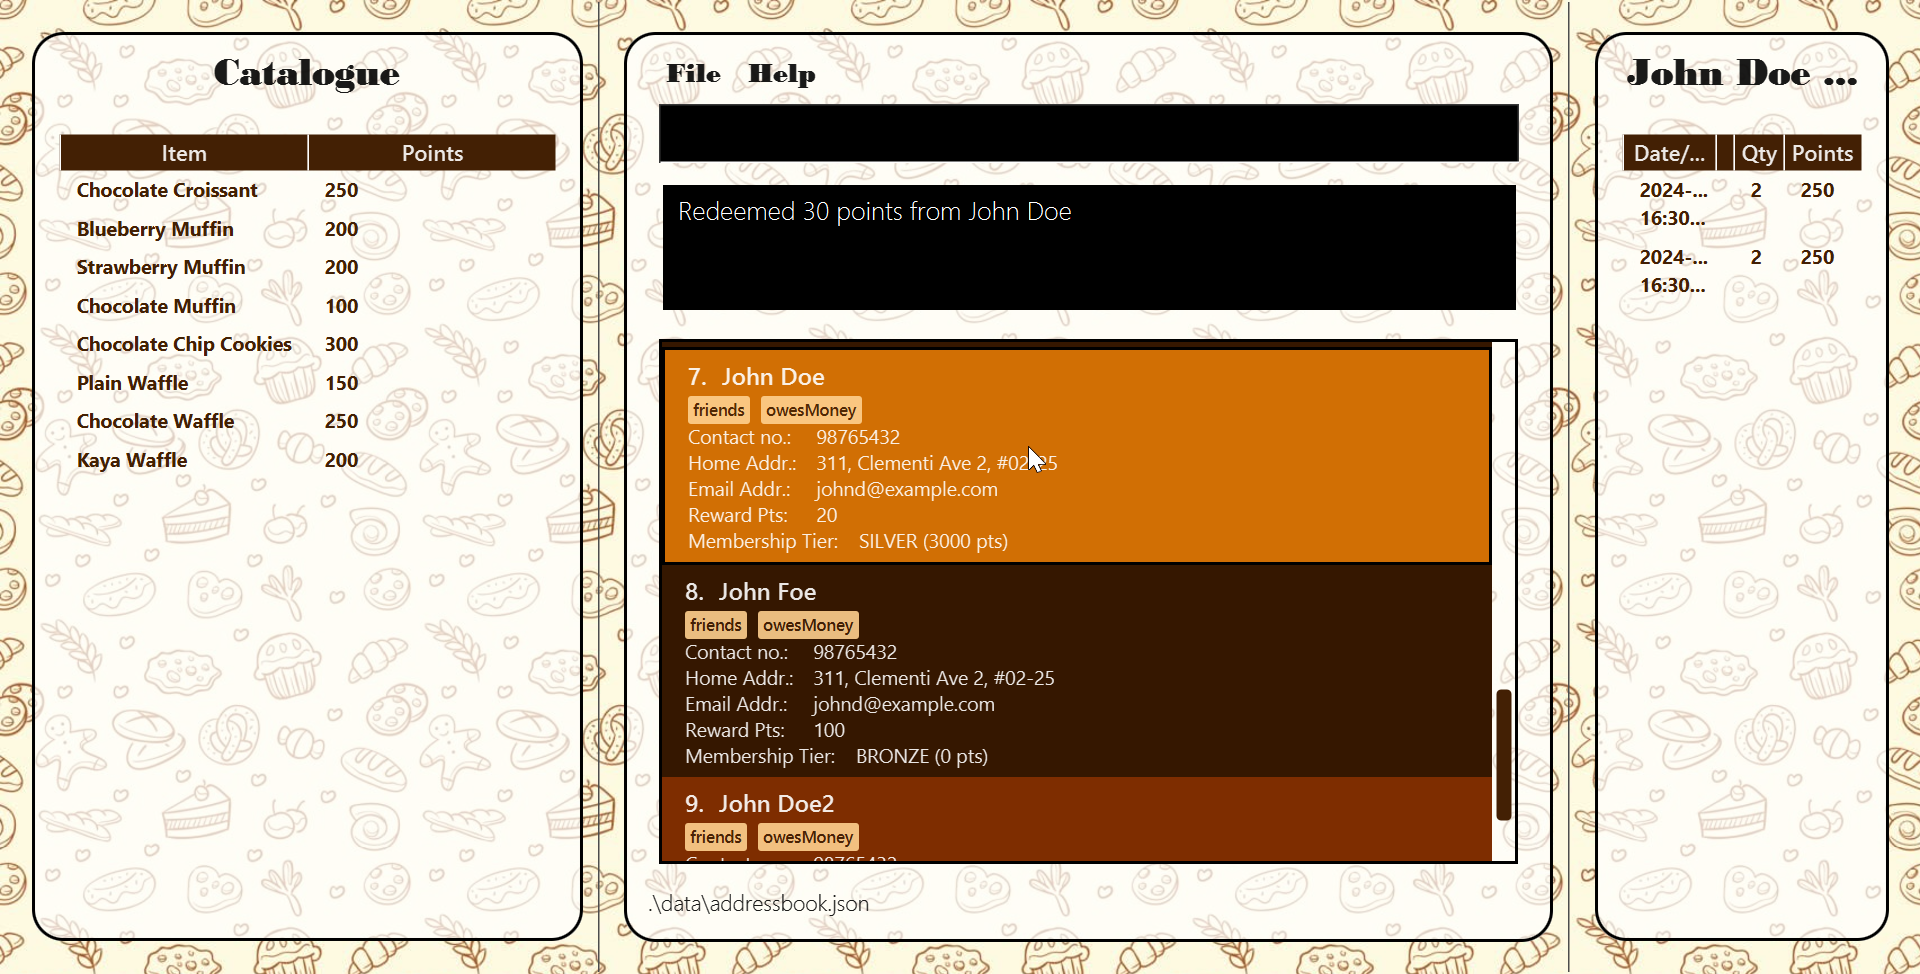 Catalogue
Item Points
Chocolate Croissant 250
Blueberry Muffin 200
Strawberry Muffin 200
Chocolate Muffin 100
Chocolate Chip Cookies 300
Plain Waffle 150
Chocolate Waffle 250
Kaya Waffle 200
File Help
Redeemed 30 points from John Doe
7. John Doe
friends owesMoney
Contact no.: 98765432
Home Addr.: 311, Clementi Ave 2, #02-25
Email Addr.: johnd@example.com
Reward Pts: 20
Membership Tier: SILVER (3000 pts)
8. John Foe
friends owesMoney
Contact no.: 98765432
Home Addr.: 311, Clementi Ave 2, #02-25
Email Addr.: johnd@example.com
Reward Pts: 100
Membership Tier: BRONZE (0 pts)
9. John Doe2
friends owesMoney
.\data\addressbook.json
John Doe ...
Date/... Qty Points
2024-... 2 250
16:30...
2024-... 2 250
16:30...